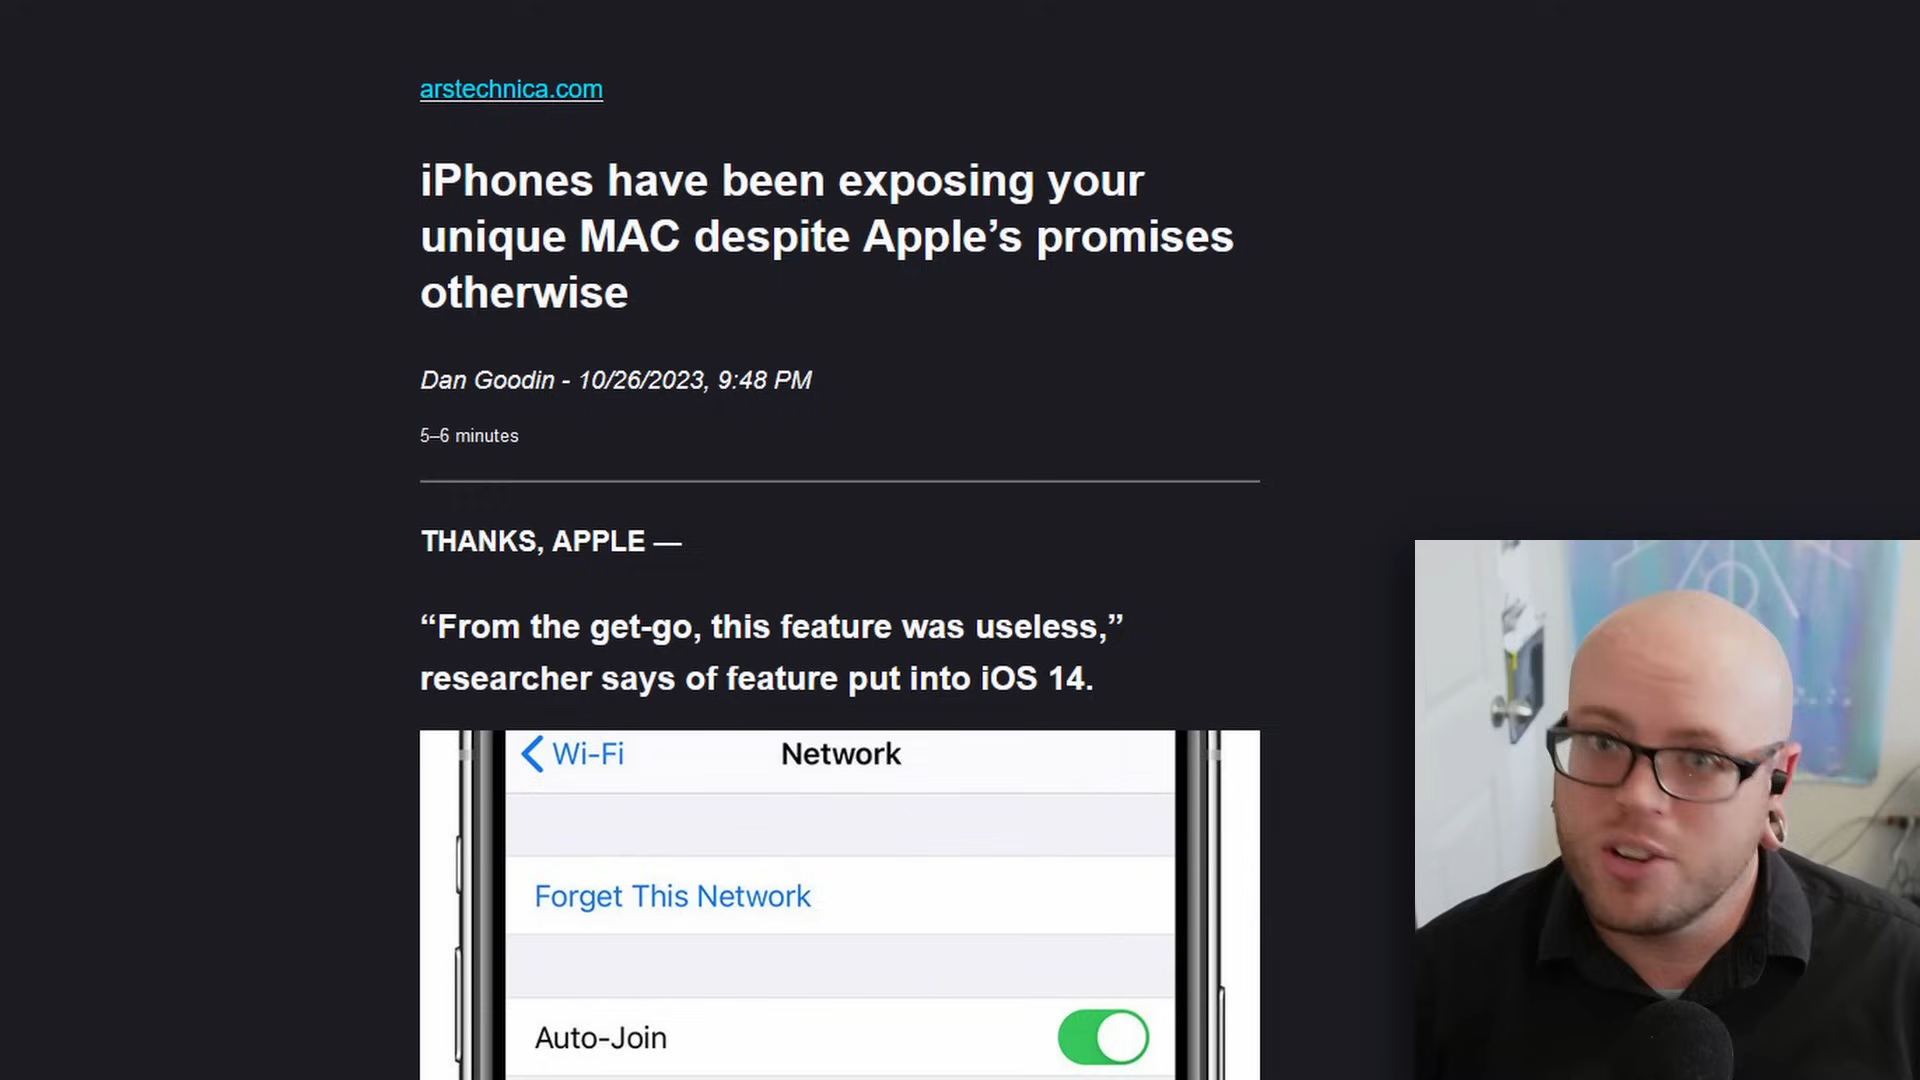 arstechnica.com
iPhones have been exposing your
unique MAC despite Apple’s promises
otherwise
Dan Goodin - 10/26/2023, 9:48 PM
5–6 minutes
THANKS, APPLE —
“From the get-go, this feature was useless,”
researcher says of feature put into iOS 14.
Wi-Fi Network
Forget This Network
Auto-Join